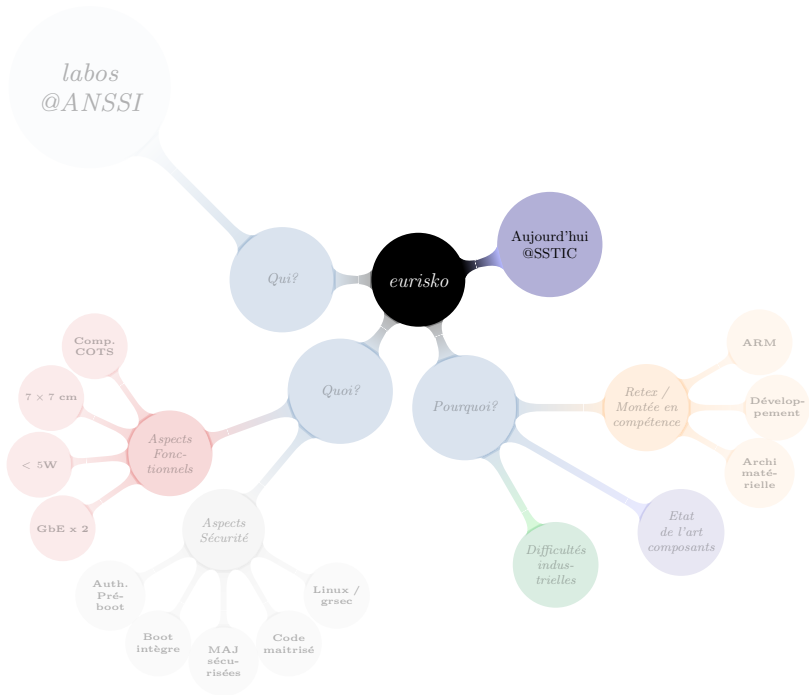 labos
@ANSSI
Aujourd'hui
@SSTIC
Qui?
eurisko
Comp.
COTS
7 × 7 cm
< 5W
GbE x 2
Aspects
Fonc-
tionnels
Quoi?
Pourquoi?
Retex /
Montée en
compétence
ARM
Dévelop-
pement
Archi
maté-
rielle
Aspects
Sécurité
Etat
de l'art
composants
Difficultés
indus-
trielles
Auth.
Pré-
boot
Boot
intègre
MAJ
sécu-
risées
Code
maitrisé
Linux /
grsec